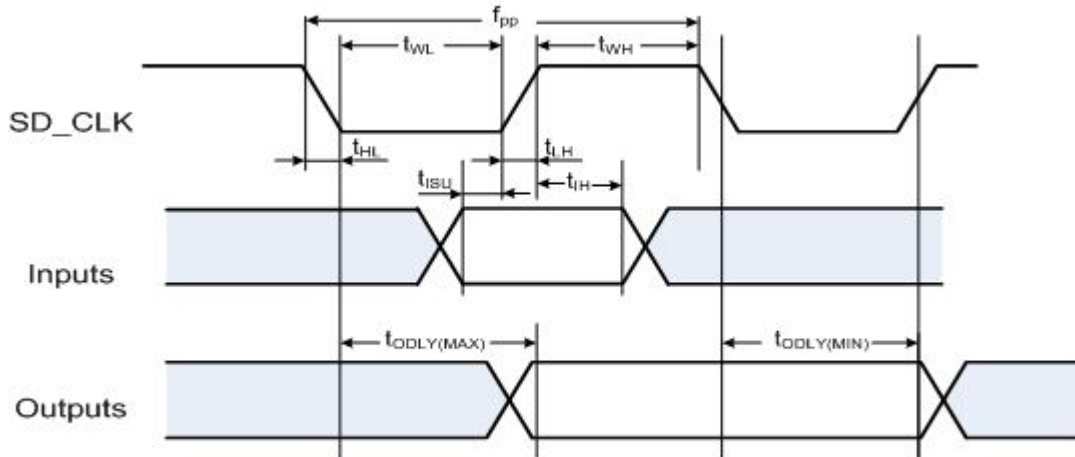 fpp
tWL
tWH
SD_CLK
tHL
tLH
tISU
tIH
Inputs
tODLY(MAX)
tODLY(MIN)
Outputs